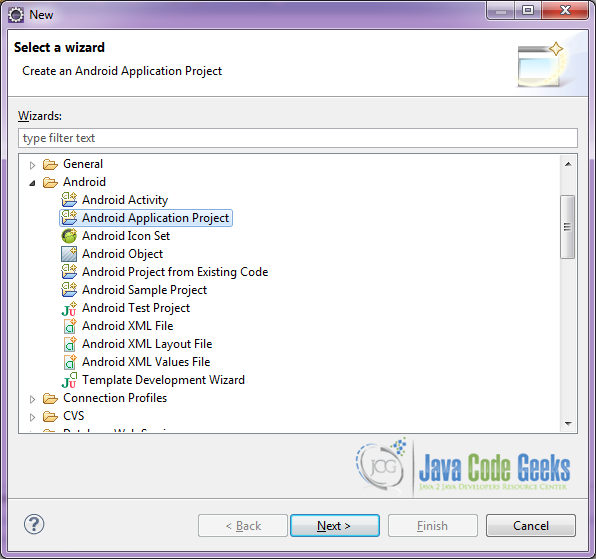 New
Select a wizard
Create an Android Application Project
Wizards:
type filter text
General
Android
Android Activity
Android Application Project
Android Icon Set
Android Object
Android Project from Existing Code
Android Sample Project
Android Test Project
Android XML File
Android XML Layout File
Android XML Values File
Template Development Wizard
Connection Profiles
CVS
JCG
Java Code Geeks
Java 2 Java Developers Resource Center
< Back
Next >
Finish
Cancel